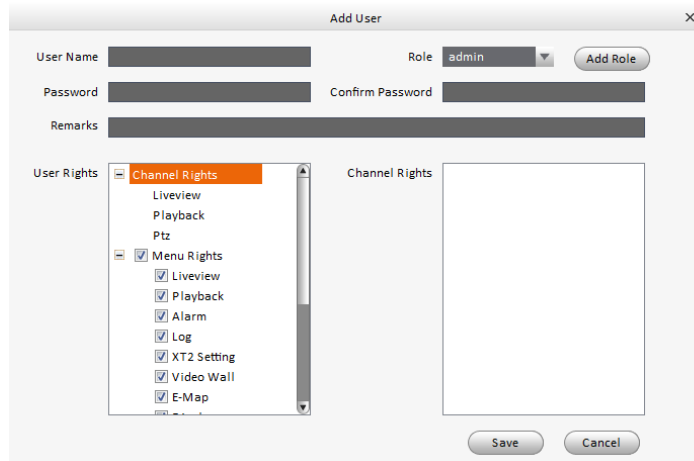 Add User
User Name
Role admin Add Role
Password
Confirm Password
Remarks
User Rights
Channel Rights
Liveview
Playback
Ptz
Menu Rights
Liveview
Playback
Alarm
Log
XT2 Setting
Video Wall
E-Map
Channel Rights
Save
Cancel